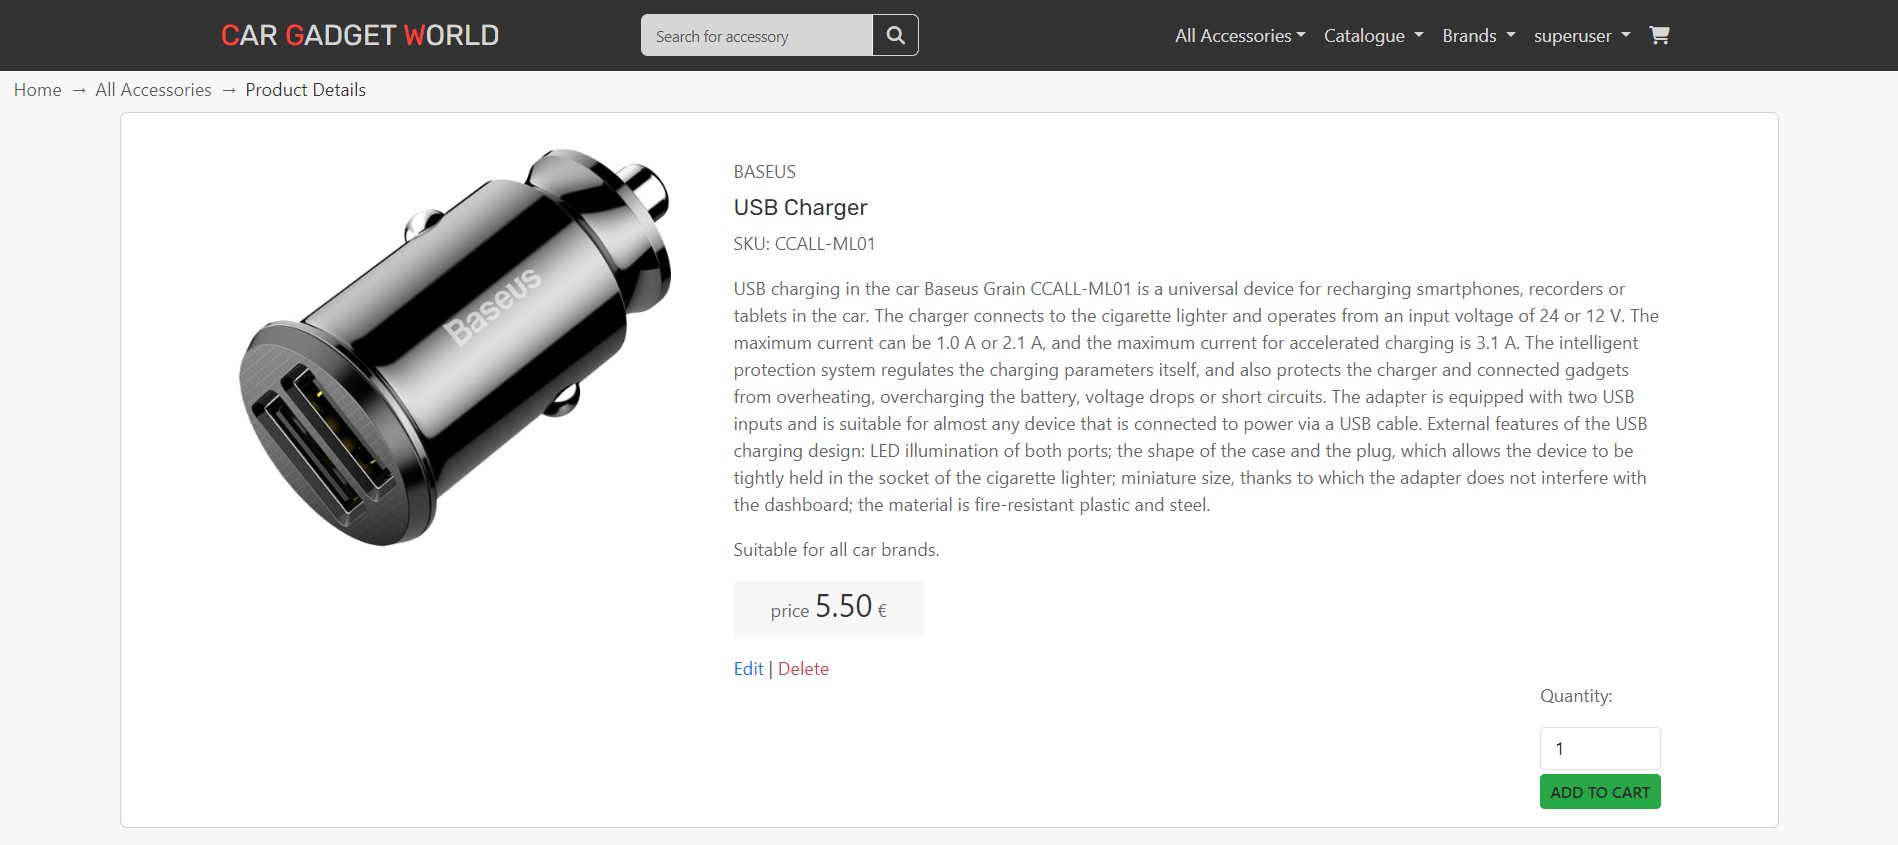 CAR GADGET WORLD
Search for accessory
All Accessories
Catalogue
Brands
superuser
Home → All Accessories → Product Details
Baseus
BASEUS
USB Charger
SKU: CCALL-ML01
USB charging in the car Baseus Grain CCALL-ML01 is a universal device for recharging smartphones, recorders or
tablets in the car. The charger connects to the cigarette lighter and operates from an input voltage of 24 or 12 V. The
maximum current can be 1.0 A or 2.1 A, and the maximum current for accelerated charging is 3.1 A. The intelligent
protection system regulates the charging parameters itself, and also protects the charger and connected gadgets
from overheating, overcharging the battery, voltage drops or short circuits. The adapter is equipped with two USB
inputs and is suitable for almost any device that is connected to power via a USB cable. External features of the USB
charging design: LED illumination of both ports; the shape of the case and the plug, which allows the device to be
tightly held in the socket of the cigarette lighter; miniature size, thanks to which the adapter does not interfere with
the dashboard; the material is fire-resistant plastic and steel.
Suitable for all car brands.
price 5.50 €
Edit | Delete
Quantity:
1
ADD TO CART